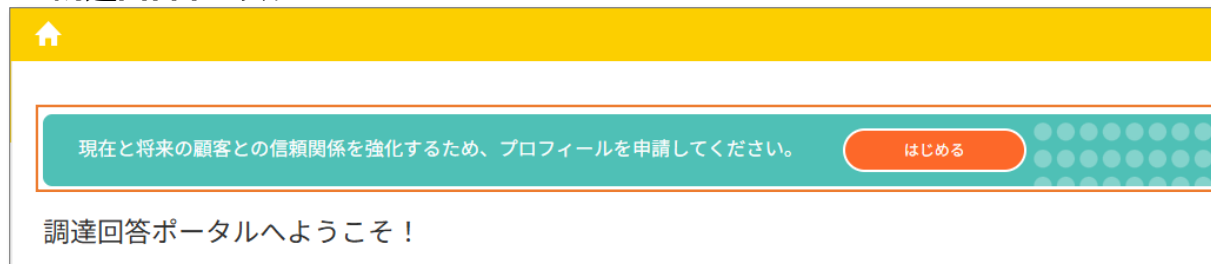 現在と将来の顧客との信頼関係を強化するため、プロフィールを申請してください。
はじめる
調達回答ポータルへようこそ！